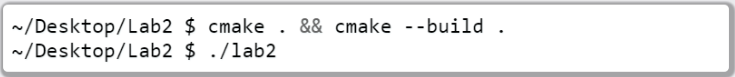 ~/Desktop/Lab2 $ cmake . && cmake --build .
~/Desktop/Lab2 $ ./lab2